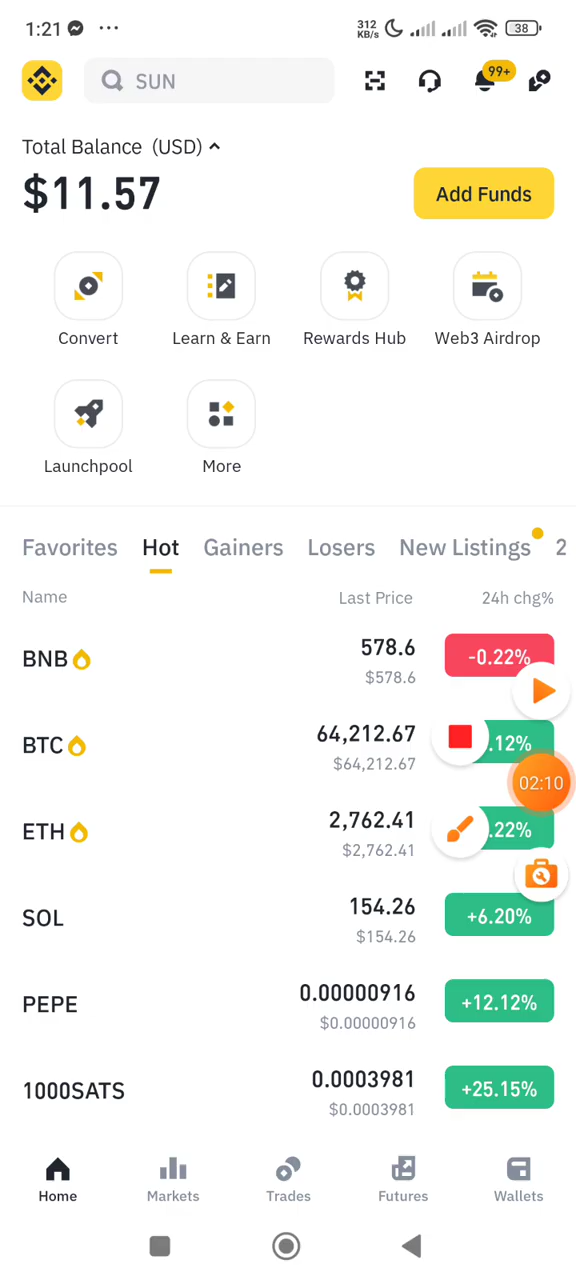 1:21 ... 312 KB/s 38
SUN 99+
Total Balance (USD)
$11.57
Add Funds
Convert Learn & Earn Rewards Hub Web3 Airdrop
Launchpool More
Favorites Hot Gainers Losers New Listings 2
Name Last Price 24h chg%
BNB 578.6 -0.22%
$578.6
BTC 64,212.67 .12%
$64,212.67
02:10
ETH 2,762.41 .22%
$2,762.41
SOL 154.26 +6.20%
$154.26
PEPE 0.00000916 +12.12%
$0.00000916
1000SATS 0.0003981 +25.15%
$0.0003981
Home Markets Trades Futures Wallets